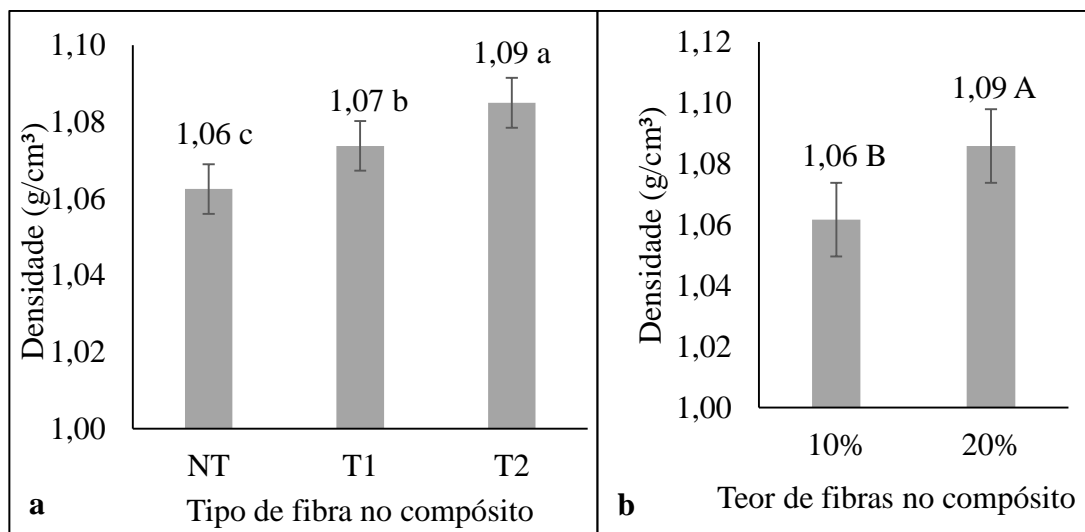 Densidade (g/cm³)
1,10
1,08
1,06
1,04
1,02
1,00
1,06 c
1,07 b
1,09 a
NT T1 T2
a Tipo de fibra no compósito
Densidade (g/cm³)
1,12
1,10
1,08
1,06
1,04
1,02
1,00
1,06 B
1,09 A
10% 20%
b Teor de fibras no compósito